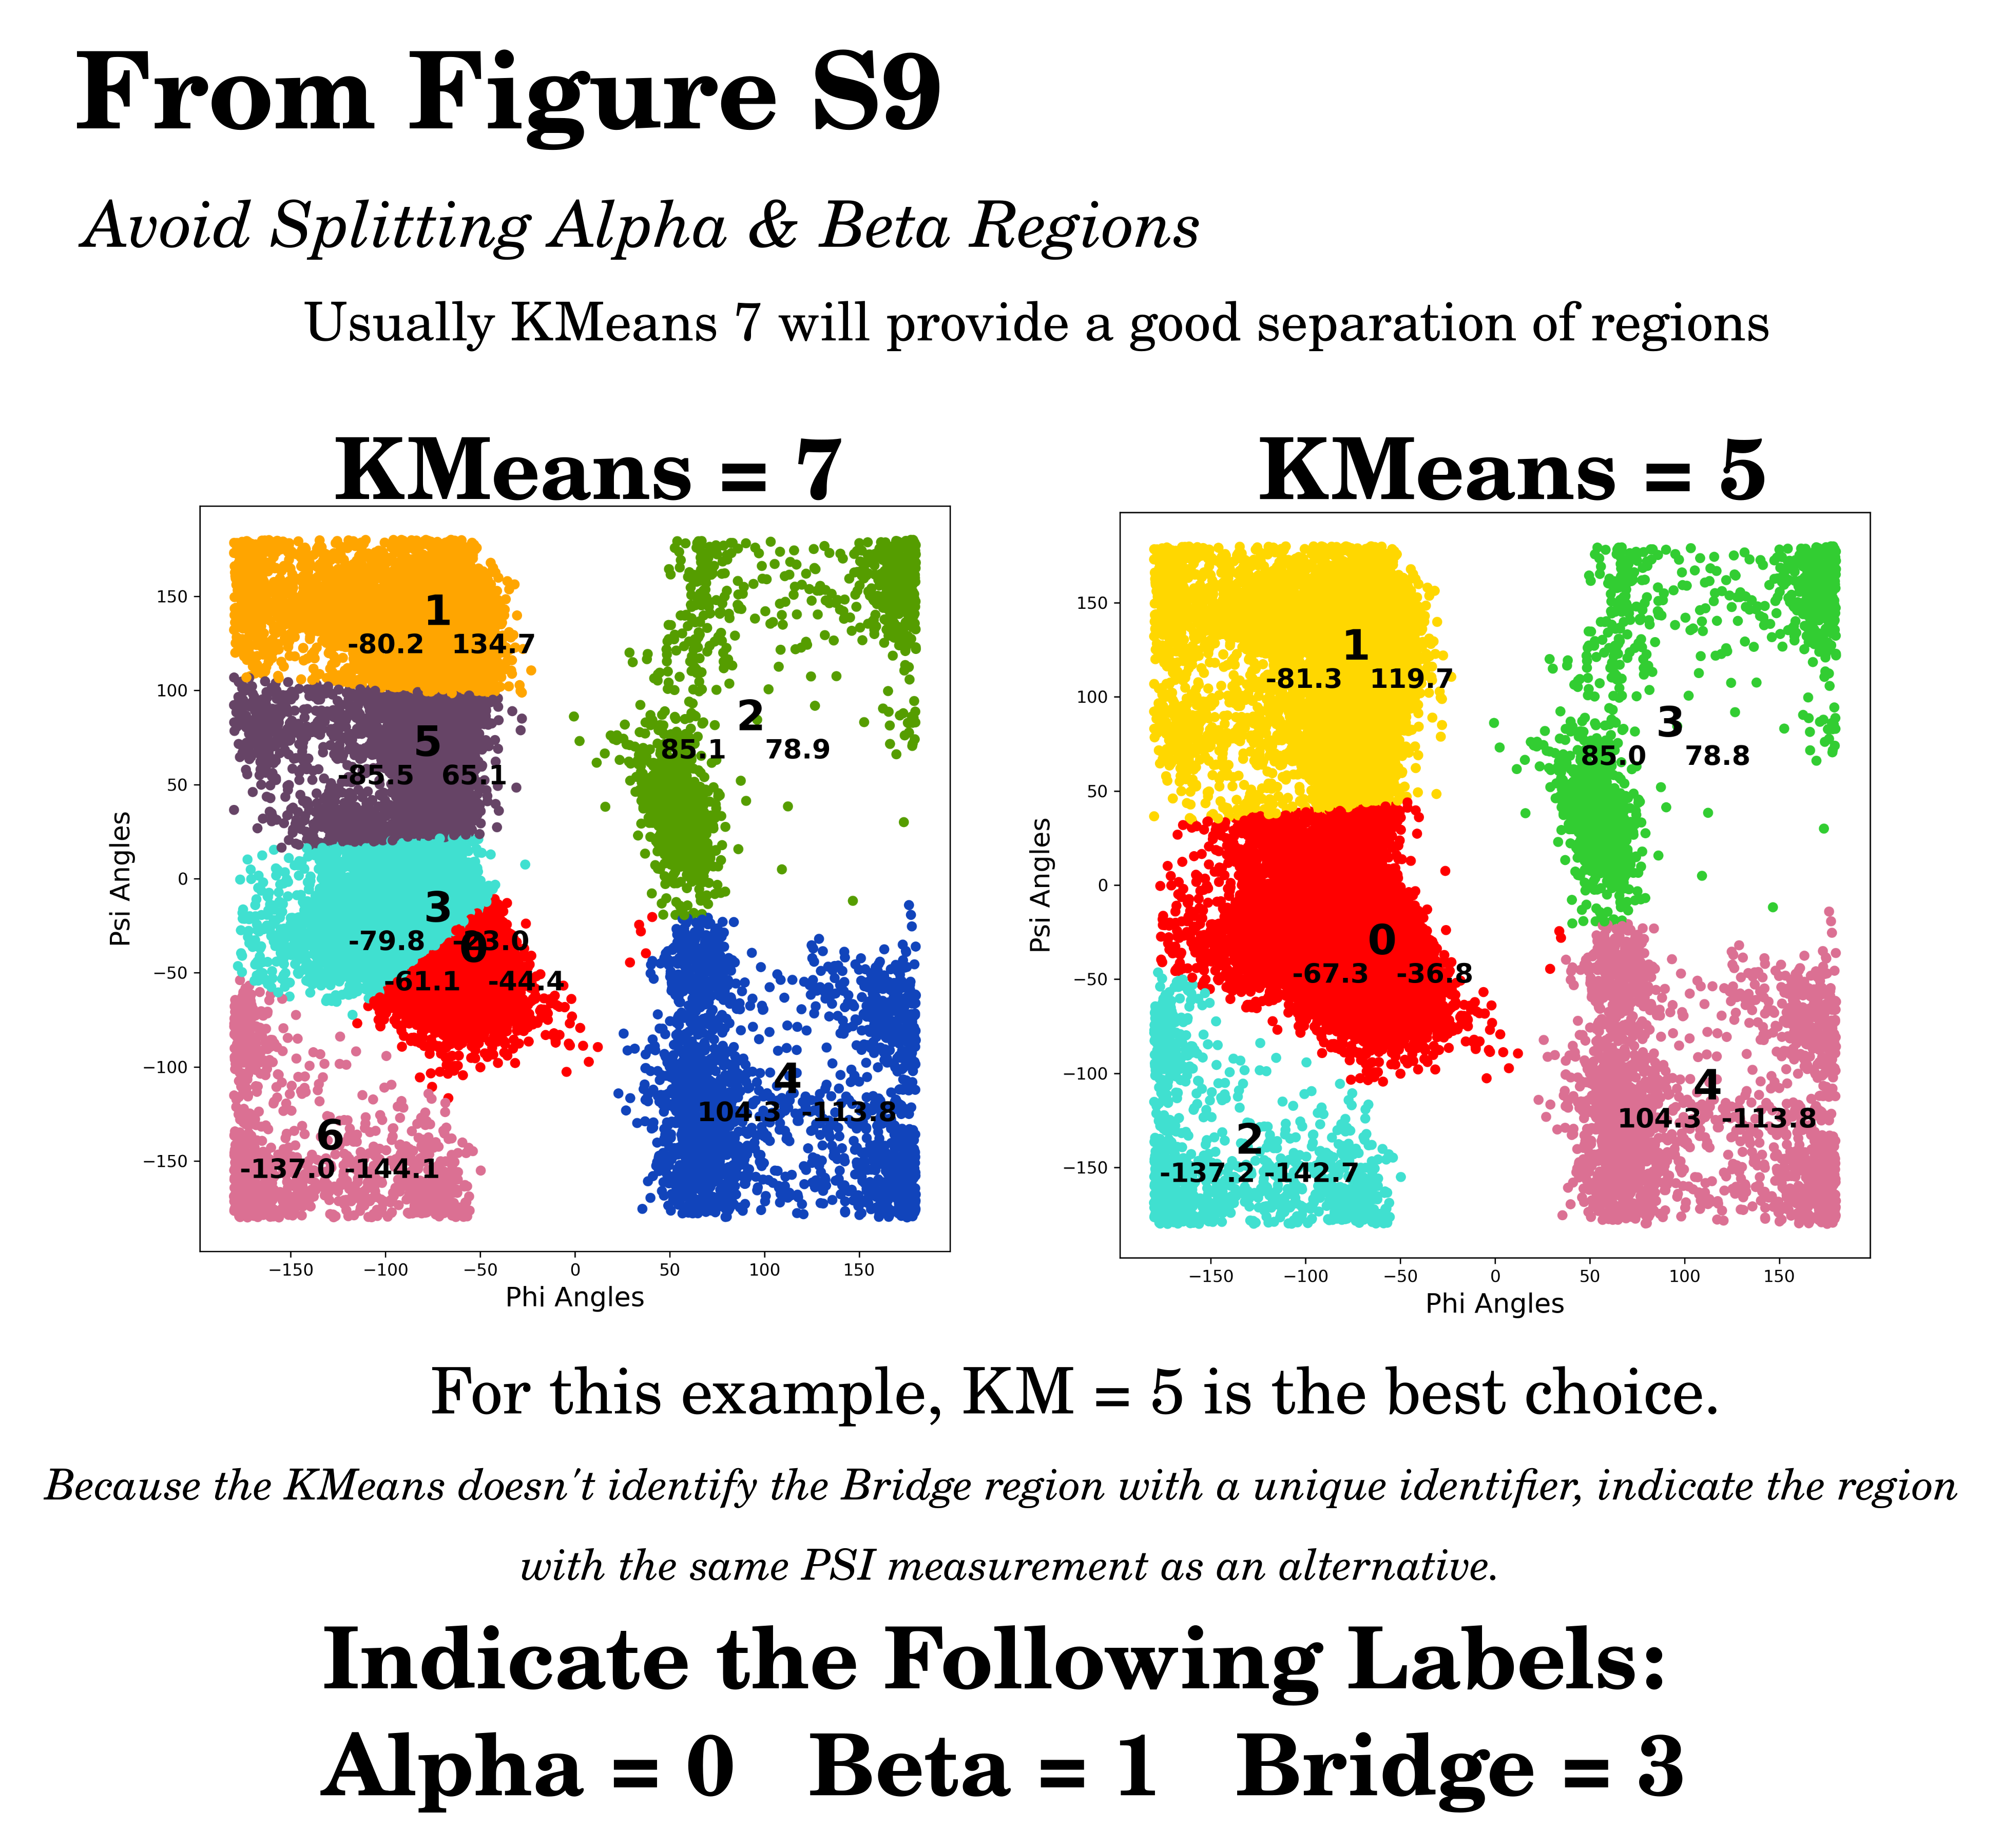 From Figure S9
Avoid Splitting Alpha & Beta Regions
Usually KMeans 7 will provide a good separation of regions
KMeans = 7
150
100
50
0
−50
−100
−150
Psi Angles
1
-80.2 134.7
5
-85.5 65.1
3
-79.8 -23.0
0
-61.1 -44.4
6
-137.0 -144.1
2
85.1 78.9
4
104.3 -113.8
−150 −100 −50 0 50 100 150
Phi Angles
KMeans = 5
150
100
50
0
−50
−100
−150
Psi Angles
1
-81.3 119.7
0
-67.3 -36.8
2
-137.2 -142.7
3
85.0 78.8
4
104.3 -113.8
−150 −100 −50 0 50 100 150
Phi Angles
For this example, KM = 5 is the best choice.
Because the KMeans doesn't identify the Bridge region with a unique identifier, indicate the region
with the same PSI measurement as an alternative.
Indicate the Following Labels:
Alpha = 0 Beta = 1 Bridge = 3